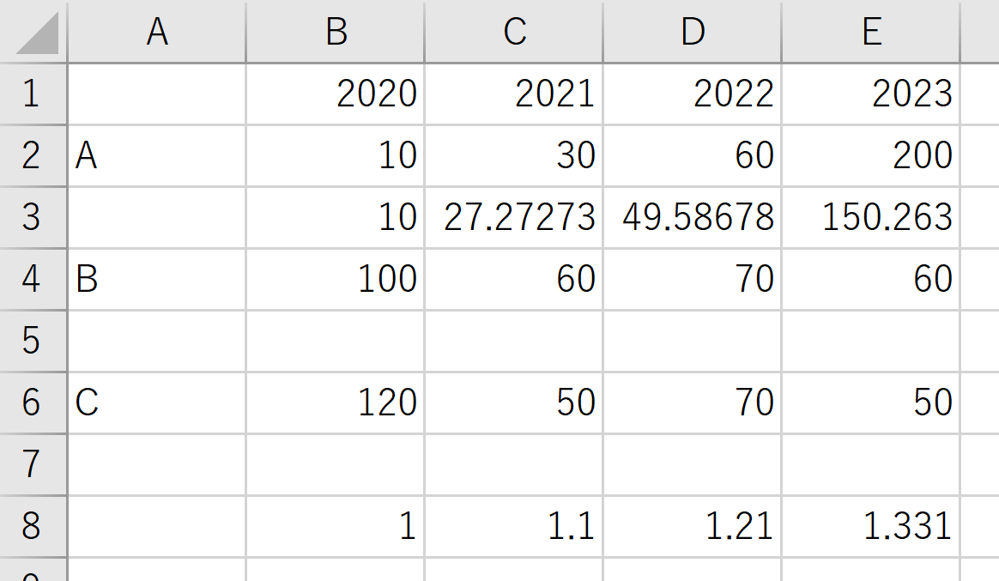 A B C D E
1 2020 2021 2022 2023
2 A 10 30 60 200
3 10 27.27273 49.58678 150.263
4 B 100 60 70 60
5
6 C 120 50 70 50
7
8 1 1.1 1.21 1.331